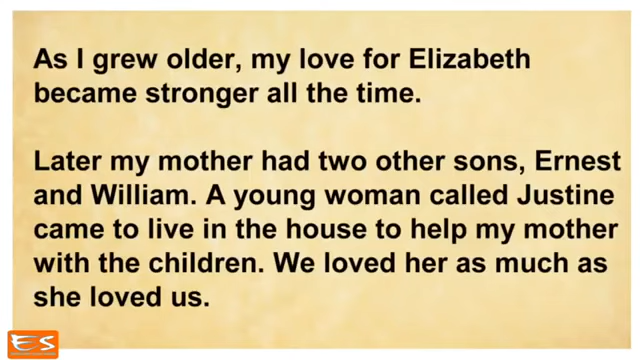 As I grew older, my love for Elizabeth
became stronger all the time.
Later my mother had two other sons, Ernest
and William. A young woman called Justine
came to live in the house to help my mother
with the children. We loved her as much as
she loved us.
ES